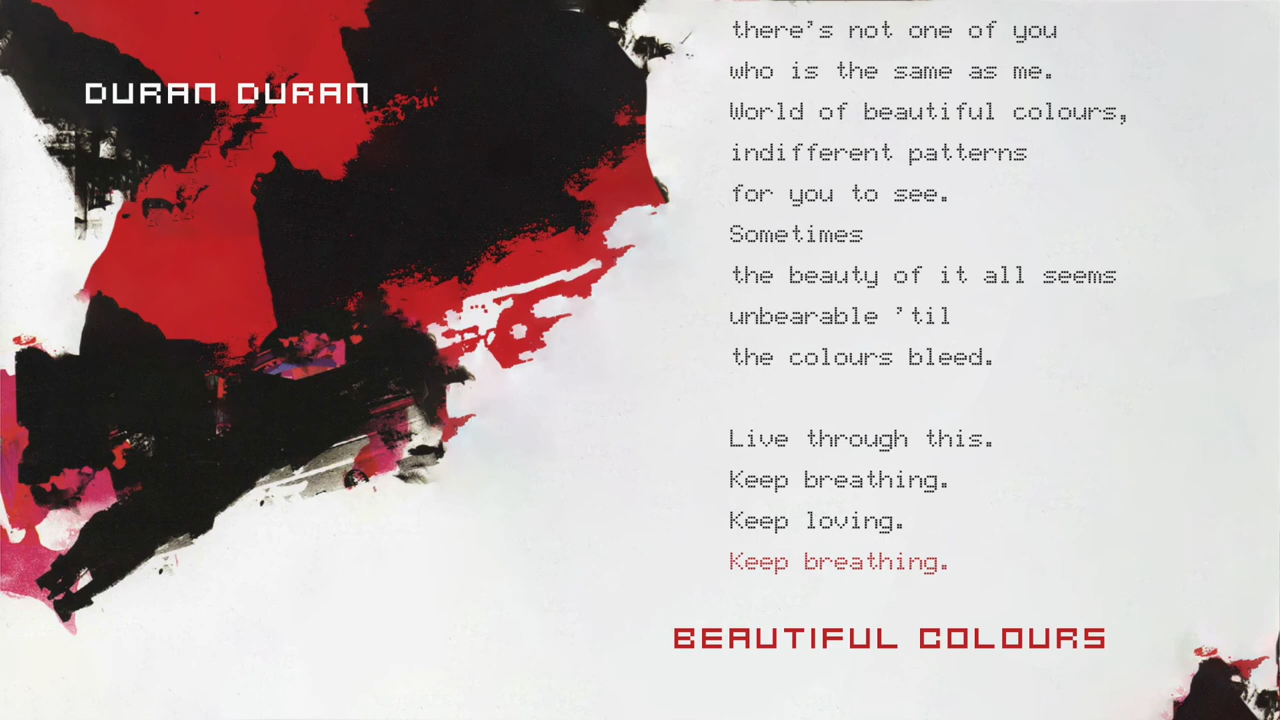 DURAN DURAN
there's not one of you
who is the same as me.
World of beautiful colours,
indifferent patterns
for you to see.
Sometimes
the beauty of it all seems
unbearable 'til
the colours bleed.
Live through this.
Keep breathing.
Keep loving.
Keep breathing.
BEAUTIFUL COLOURS